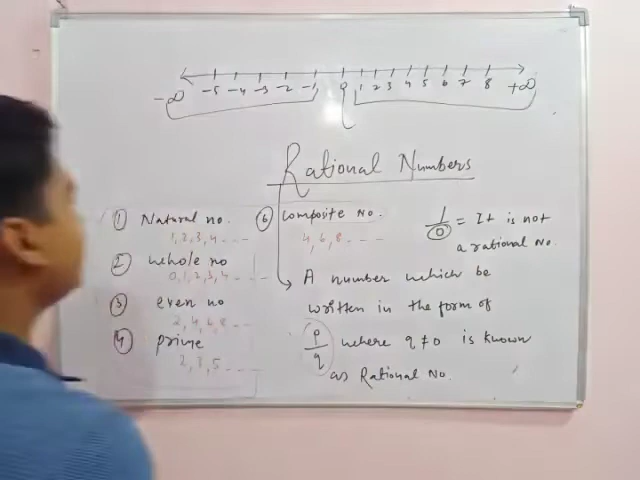 -∞ -5 -4 -3 -2 -1 0 1 2 3 4 5 6 7 8 +∞
Rational Numbers
① Natural no.
1, 2, 3, 4 - - - -
② whole no
0, 1, 2, 3, 4 - - - -
③ even no
2, 4, 6, 8 - - -
④ prime
2, 3, 5 - - - -
⑥ Composite No.
4, 6, 8 - - - -
1/0 = It is not
a rational No.
A number which be
written in the form of
p/q where q ≠ 0 is known
as Rational No.